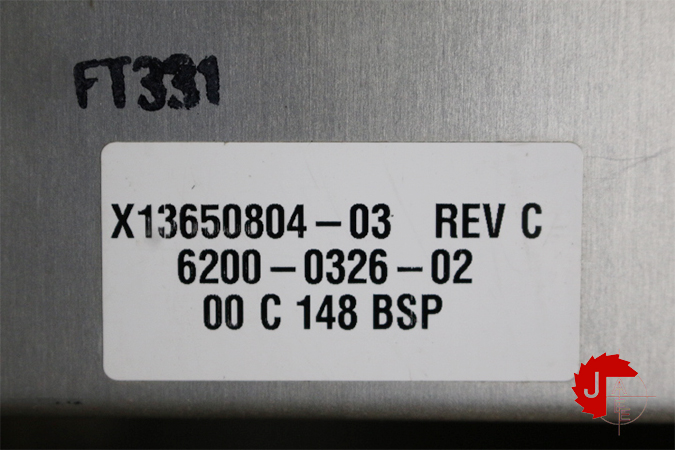 FT331
X13650804-03 REV C
6200-0326-02
00 C 148 BSP
J